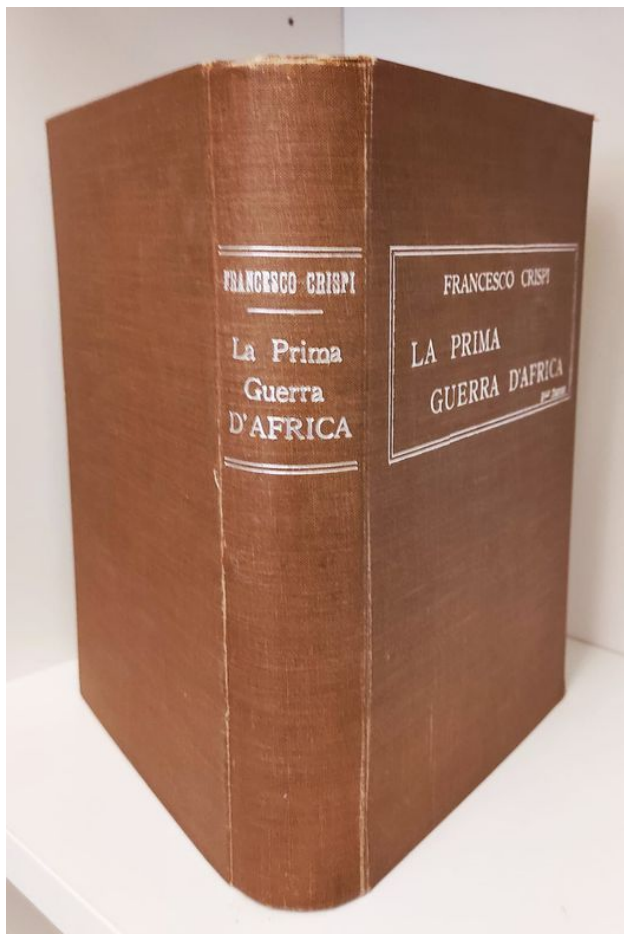 FRANCESCO CRISPI
La Prima
Guerra
D'AFRICA
FRANCESCO CRISPI
LA PRIMA
GUERRA D'AFRICA